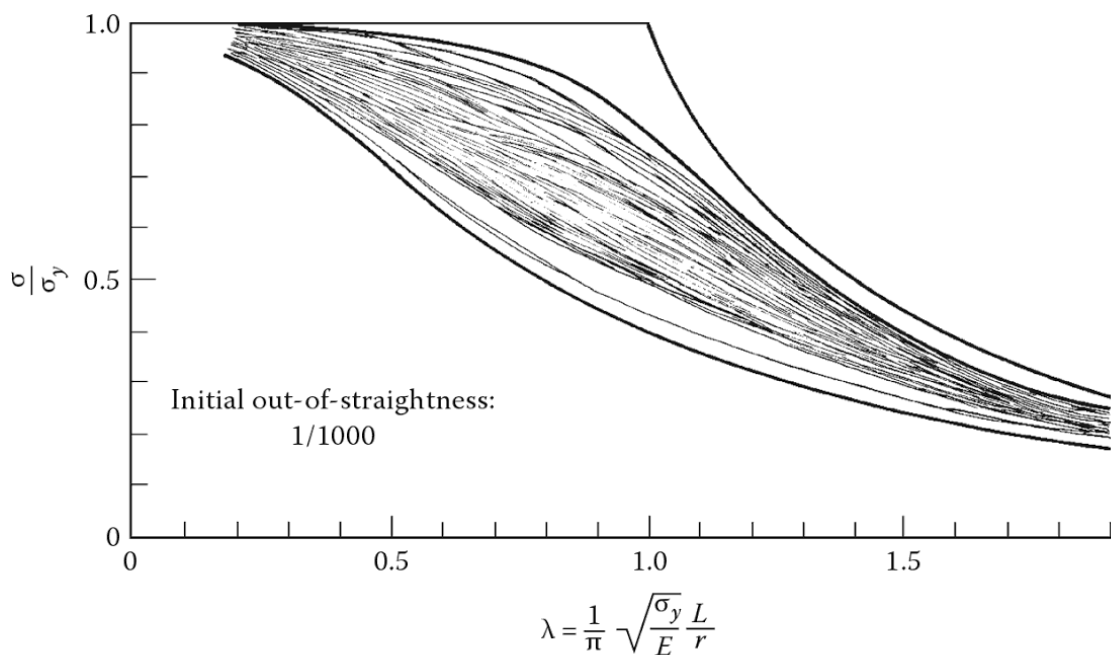 1.0
0.5
0
σ/σy
Initial out-of-straightness:
1/1000
0 0.5 1.0 1.5
λ = 1/π √(σy/E) L/r